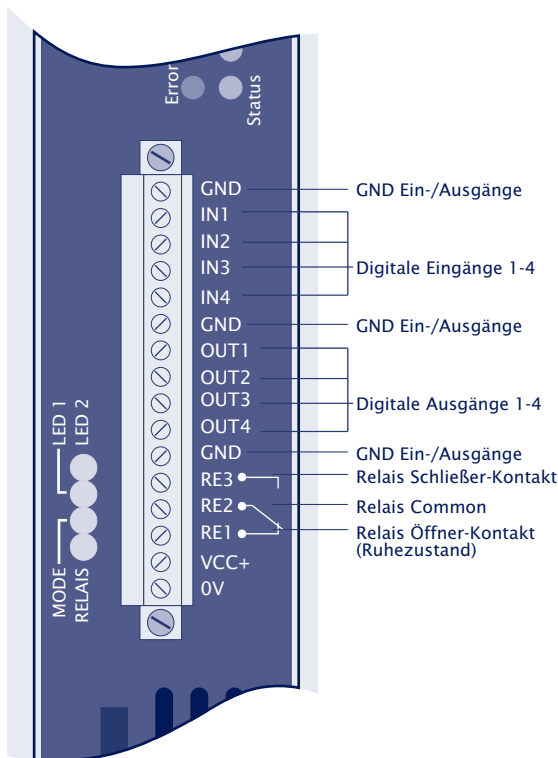 Error
Status
GND
GND Ein-/Ausgänge
IN1
IN2
IN3
Digitale Eingänge 1-4
IN4
GND
GND Ein-/Ausgänge
OUT1
OUT2
OUT3
Digitale Ausgänge 1-4
OUT4
GND
GND Ein-/Ausgänge
RE3
Relais Schließer-Kontakt
RE2
Relais Common
RE1
Relais Öffner-Kontakt
(Ruhezustand)
VCC+
0V
LED 1
LED 2
MODE
RELAIS